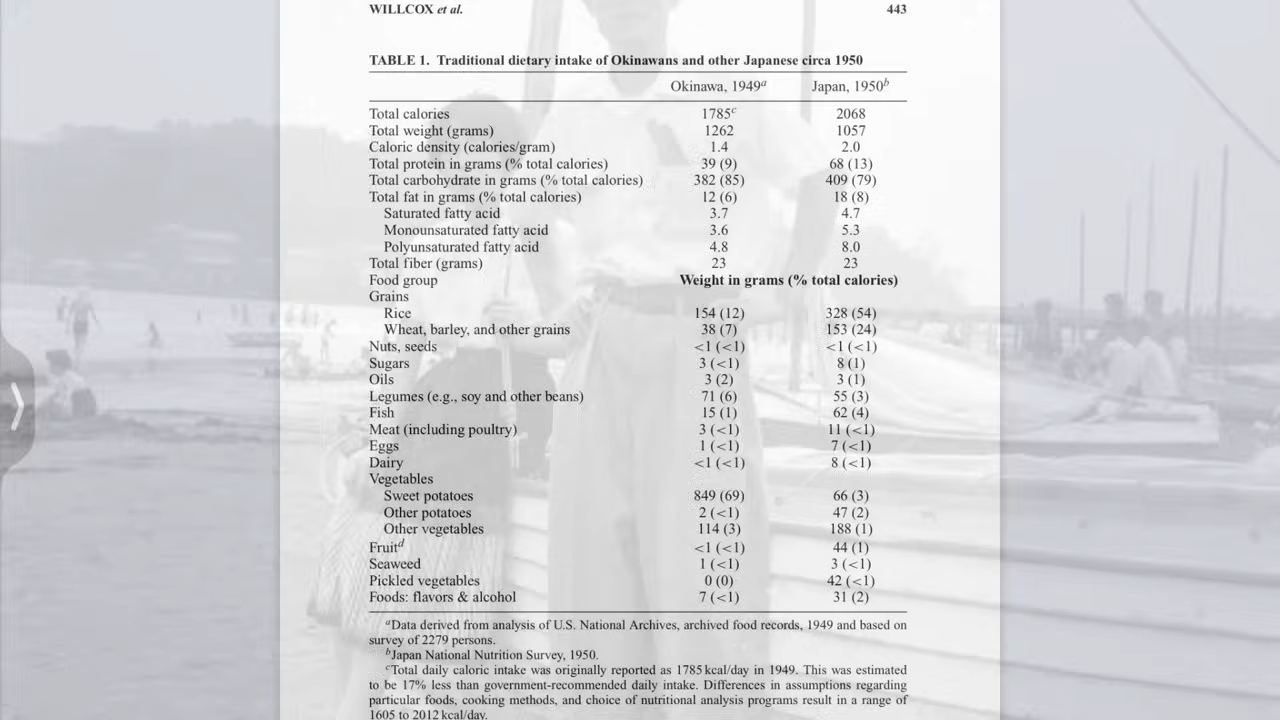 WILLCOX et al. 443
TABLE 1. Traditional dietary intake of Okinawans and other Japanese circa 1950
Okinawa, 1949a Japan, 1950b
Total calories 1785c 2068
Total weight (grams) 1262 1057
Caloric density (calories/gram) 1.4 2.0
Total protein in grams (% total calories) 39 (9) 68 (13)
Total carbohydrate in grams (% total calories) 382 (85) 409 (79)
Total fat in grams (% total calories) 12 (6) 18 (8)
Saturated fatty acid 3.7 4.7
Monounsaturated fatty acid 3.6 5.3
Polyunsaturated fatty acid 4.8 8.0
Total fiber (grams) 23 23
Food group Weight in grams (% total calories)
Grains
Rice 154 (12) 328 (54)
Wheat, barley, and other grains 38 (7) 153 (24)
Nuts, seeds <1 (<1) <1 (<1)
Sugars 3 (<1) 8 (1)
Oils 3 (2) 3 (1)
Legumes (e.g., soy and other beans) 71 (6) 55 (3)
Fish 15 (1) 62 (4)
Meat (including poultry) 3 (<1) 11 (<1)
Eggs 1 (<1) 7 (<1)
Dairy <1 (<1) 8 (<1)
Vegetables
Sweet potatoes 849 (69) 66 (3)
Other potatoes 2 (<1) 47 (2)
Other vegetables 114 (3) 188 (1)
Fruitd <1 (<1) 44 (1)
Seaweed 1 (<1) 3 (<1)
Pickled vegetables 0 (0) 42 (<1)
Foods: flavors & alcohol 7 (<1) 31 (2)
aData derived from analysis of U.S. National Archives, archived food records, 1949 and based on
survey of 2279 persons.
bJapan National Nutrition Survey, 1950.
cTotal daily caloric intake was originally reported as 1785 kcal/day in 1949. This was estimated
to be 17% less than government-recommended daily intake. Differences in assumptions regarding
particular foods, cooking methods, and choice of nutritional analysis programs result in a range of
1605 to 2012 kcal/day.